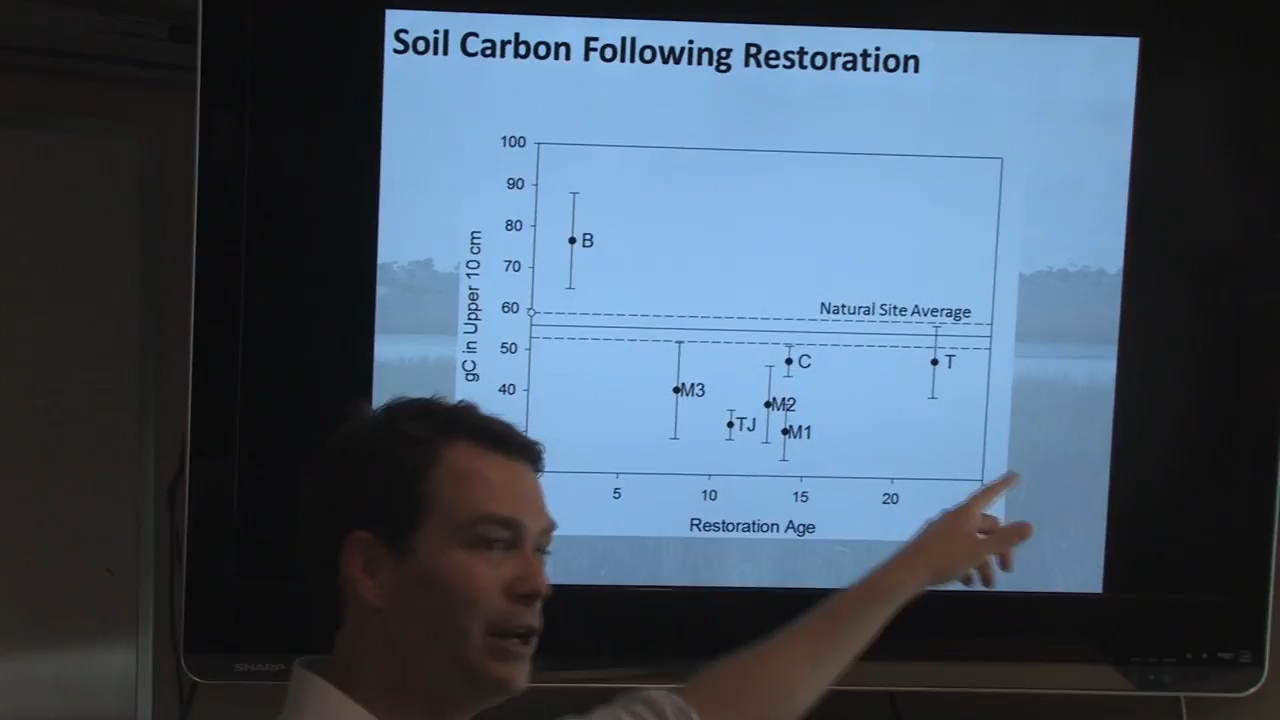 Soil Carbon Following Restoration
100
90
80
70
60
50
40
gC in Upper 10 cm
B
Natural Site Average
C
T
M3
M2
TJ
M1
5
10
15
20
Restoration Age
SHARP